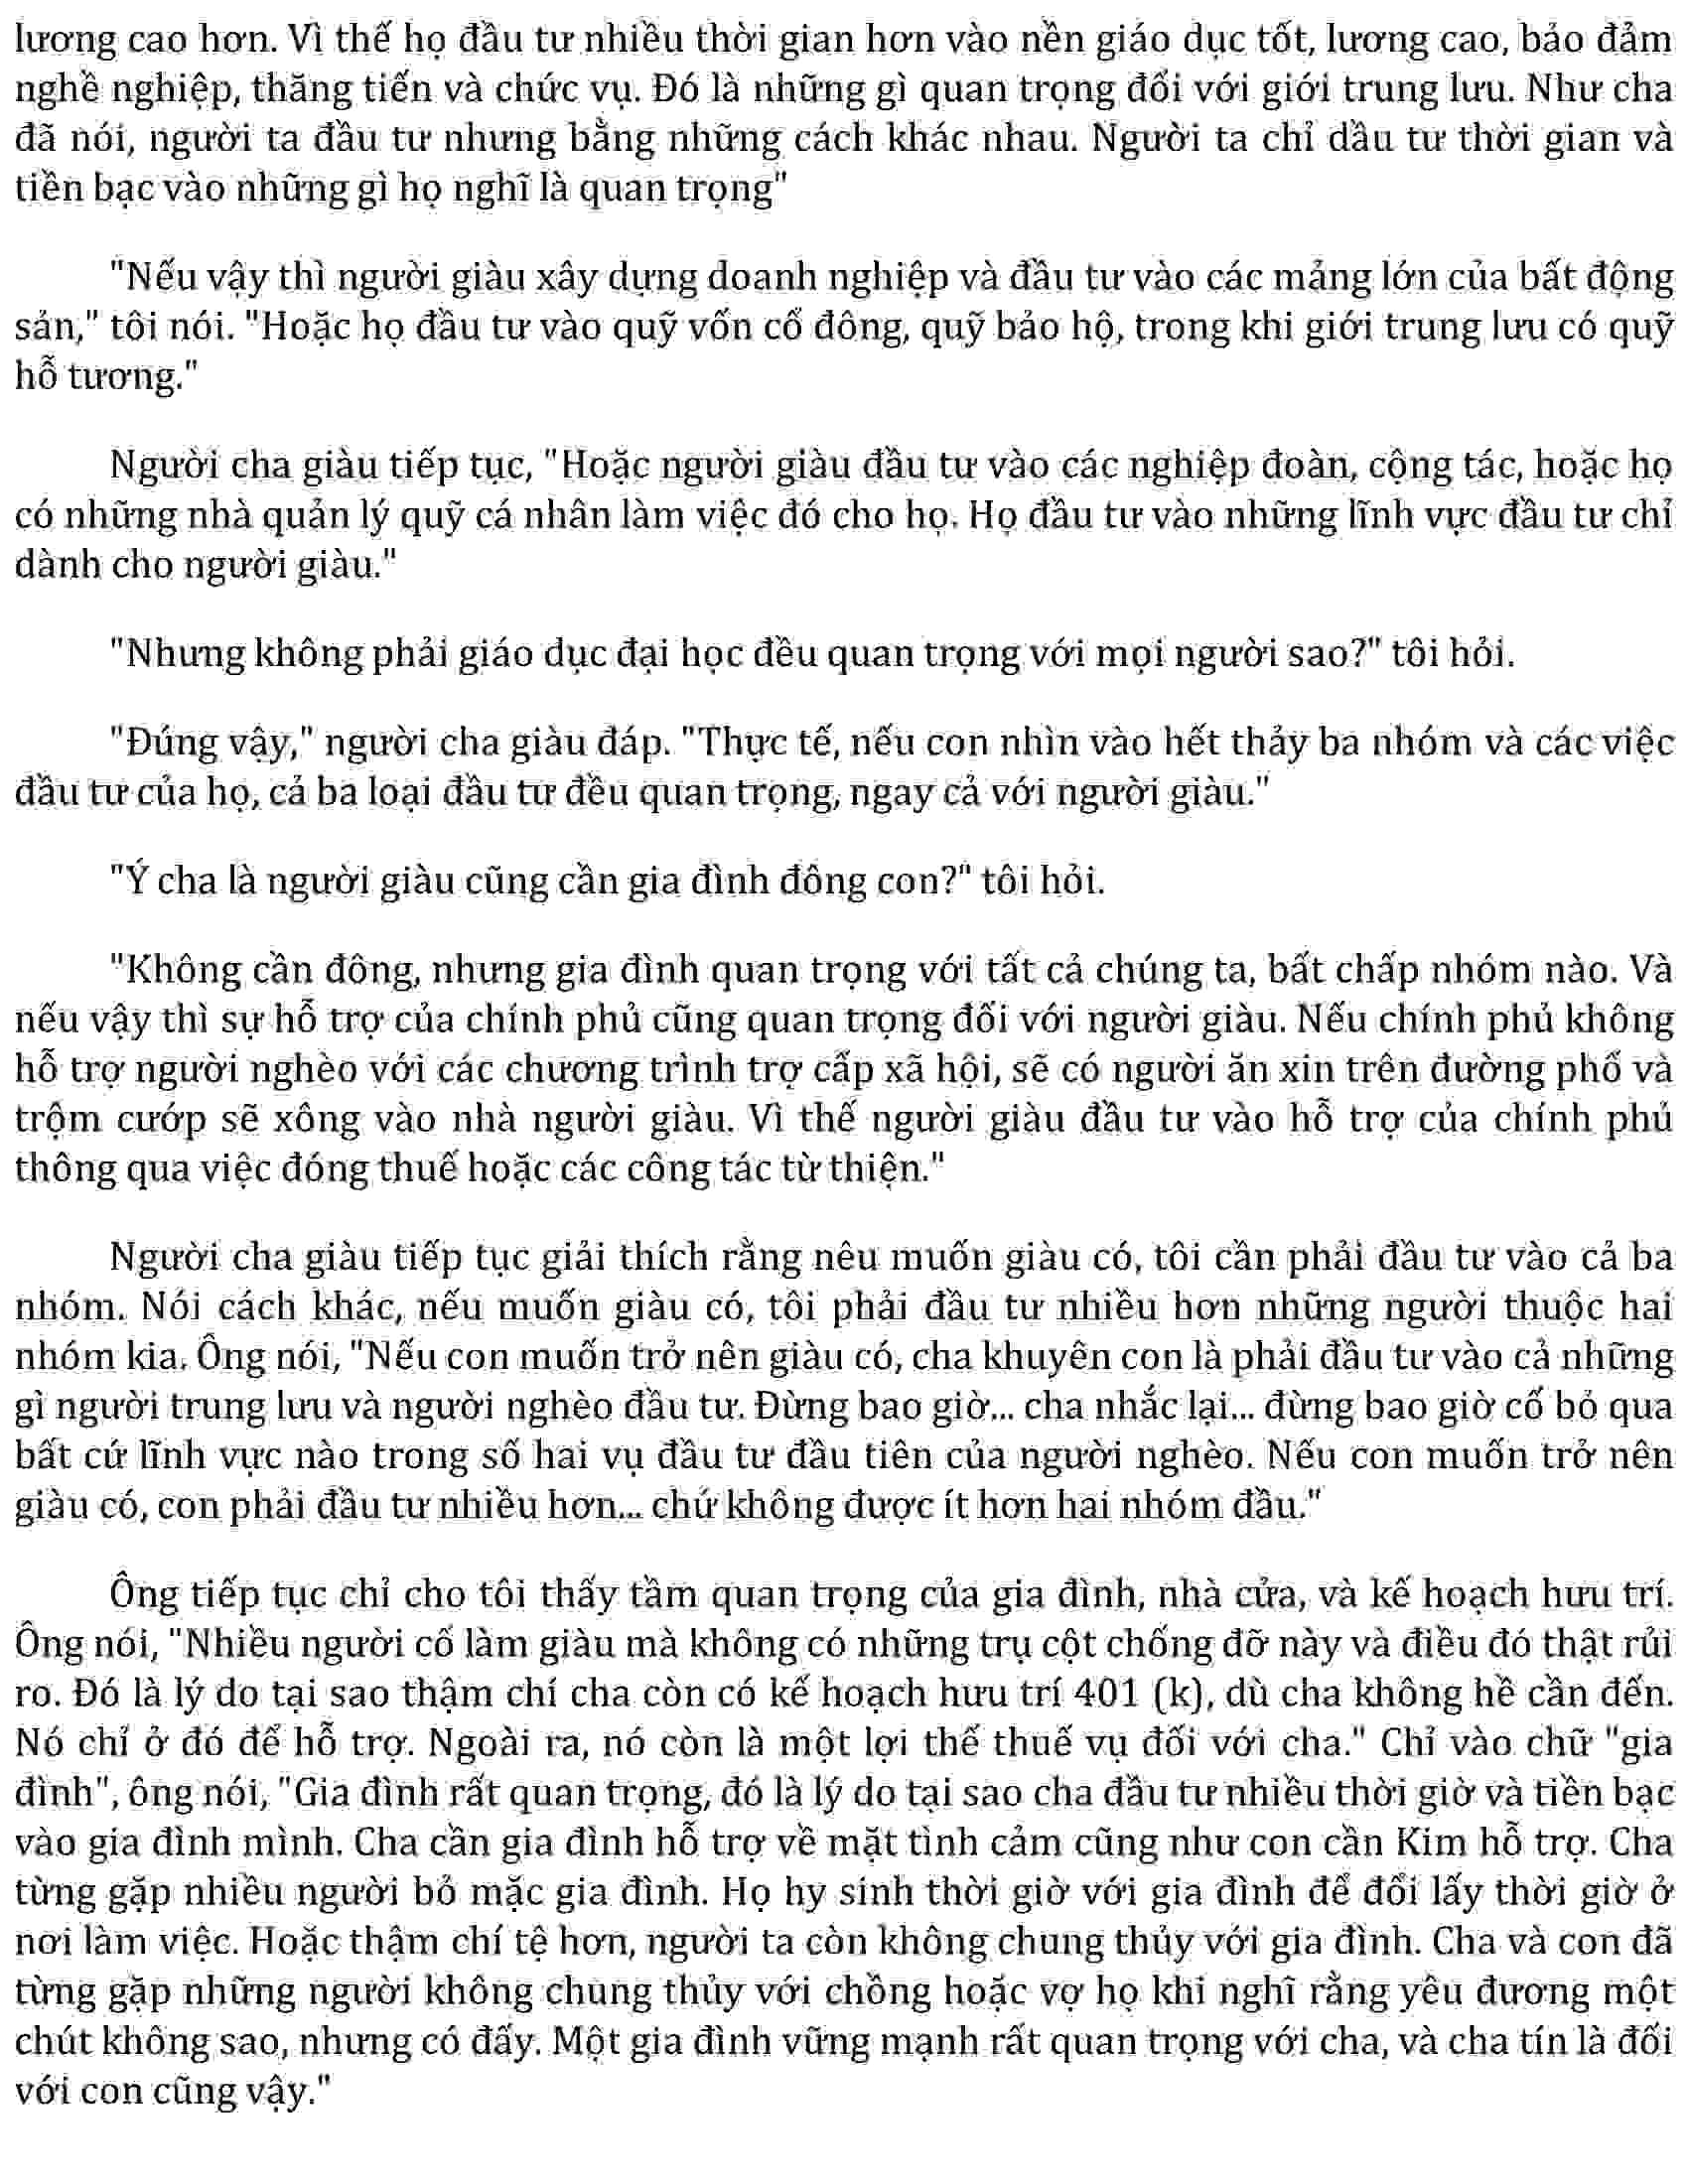 lương cao hơn. Vì thế họ đầu tư nhiều thời gian hơn vào nền giáo dục tốt, lương cao, bảo đảm
nghề nghiệp, thăng tiến và chức vụ. Đó là những gì quan trọng đối với giới trung lưu. Như cha
đã nói, người ta đầu tư nhưng bằng những cách khác nhau. Người ta chỉ dầu tư thời gian và
tiền bạc vào những gì họ nghĩ là quan trọng"
"Nếu vậy thì người giàu xây dựng doanh nghiệp và đầu tư vào các mảng lớn của bất động
sản," tôi nói. "Hoặc họ đầu tư vào quỹ vốn cổ đông, quỹ bảo hộ, trong khi giới trung lưu có quỹ
hỗ tương."
Người cha giàu tiếp tục, "Hoặc người giàu đầu tư vào các nghiệp đoàn, cộng tác, hoặc họ
có những nhà quản lý quỹ cá nhân làm việc đó cho họ. Họ đầu tư vào những lĩnh vực đầu tư chỉ
dành cho người giàu."
"Nhưng không phải giáo dục đại học đều quan trọng với mọi người sao?" tôi hỏi.
"Đúng vậy," người cha giàu đáp. "Thực tế, nếu con nhìn vào hết thảy ba nhóm và các việc
đầu tư của họ, cả ba loại đầu tư đều quan trọng, ngay cả với người giàu."
"Ý cha là người giàu cũng cần gia đình đông con?" tôi hỏi.
"Không cần đông, nhưng gia đình quan trọng với tất cả chúng ta, bất chấp nhóm nào. Và
nếu vậy thì sự hỗ trợ của chính phủ cũng quan trọng đối với người giàu. Nếu chính phủ không
hỗ trợ người nghèo với các chương trình trợ cấp xã hội, sẽ có người ăn xin trên đường phố và
trộm cướp sẽ xông vào nhà người giàu. Vì thế người giàu đầu tư vào hỗ trợ của chính phủ
thông qua việc đóng thuế hoặc các công tác từ thiện."
Người cha giàu tiếp tục giải thích rằng nêu muốn giàu có, tôi cần phải đầu tư vào cả ba
nhóm. Nói cách khác, nếu muốn giàu có, tôi phải đầu tư nhiều hơn những người thuộc hai
nhóm kia. Ông nói, "Nếu con muốn trở nên giàu có, cha khuyên con là phải đầu tư vào cả những
gì người trung lưu và người nghèo đầu tư. Đừng bao giờ... cha nhắc lại... đừng bao giờ cố bỏ qua
bất cứ lĩnh vực nào trong số hai vụ đầu tư đầu tiên của người nghèo. Nếu con muốn trở nên
giàu có, con phải đầu tư nhiều hơn... chứ không được ít hơn hai nhóm đầu."
Ông tiếp tục chỉ cho tôi thấy tầm quan trọng của gia đình, nhà cửa, và kế hoạch hưu trí.
Ông nói, "Nhiều người cố làm giàu mà không có những trụ cột chống đỡ này và điều đó thật rủi
ro. Đó là lý do tại sao thậm chí cha còn có kế hoạch hưu trí 401 (k), dù cha không hề cần đến.
Nó chỉ ở đó để hỗ trợ. Ngoài ra, nó còn là một lợi thế thuế vụ đối với cha." Chỉ vào chữ "gia
đình", ông nói, "Gia đình rất quan trọng, đó là lý do tại sao cha đầu tư nhiều thời giờ và tiền bạc
vào gia đình mình. Cha cần gia đình hỗ trợ về mặt tình cảm cũng như con cần Kim hỗ trợ. Cha
từng gặp nhiều người bỏ mặc gia đình. Họ hy sinh thời giờ với gia đình để đổi lấy thời giờ ở
nơi làm việc. Hoặc thậm chí tệ hơn, người ta còn không chung thủy với gia đình. Cha và con đã
từng gặp những người không chung thủy với chồng hoặc vợ họ khi nghĩ rằng yêu đương một
chút không sao, nhưng có đấy. Một gia đình vững mạnh rất quan trọng với cha, và cha tín là đối
với con cũng vậy."